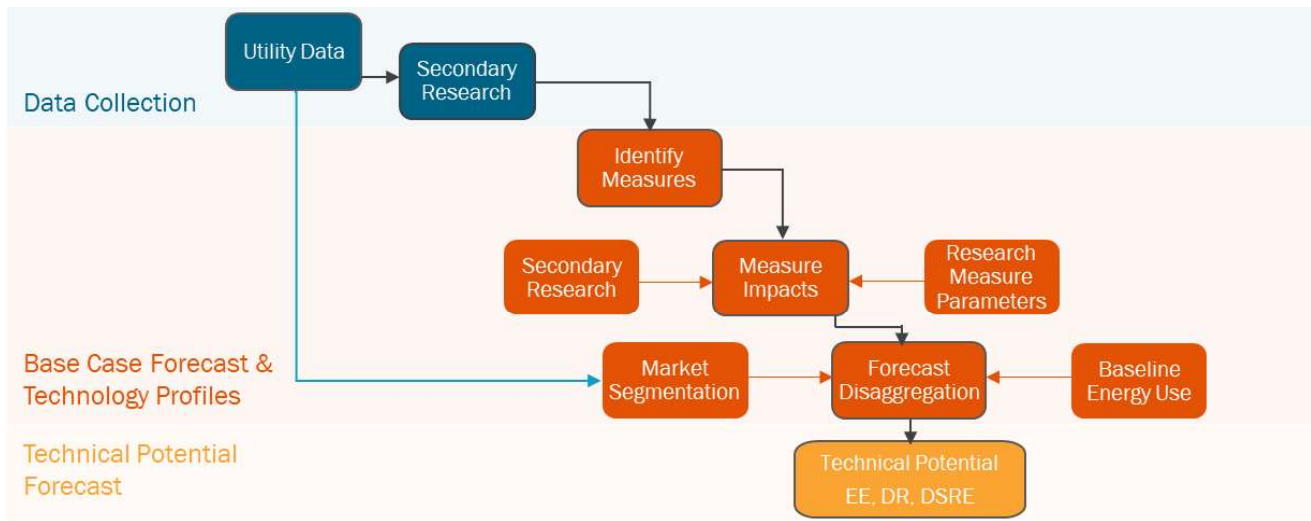 Utility Data
Secondary
Research
Data Collection
Identify
Measures
Secondary
Research
Measure
Impacts
Research
Measure
Parameters
Base Case Forecast &
Technology Profiles
Market
Segmentation
Forecast
Disaggregation
Baseline
Energy Use
Technical Potential
Forecast
Technical Potential
EE, DR, DSRE